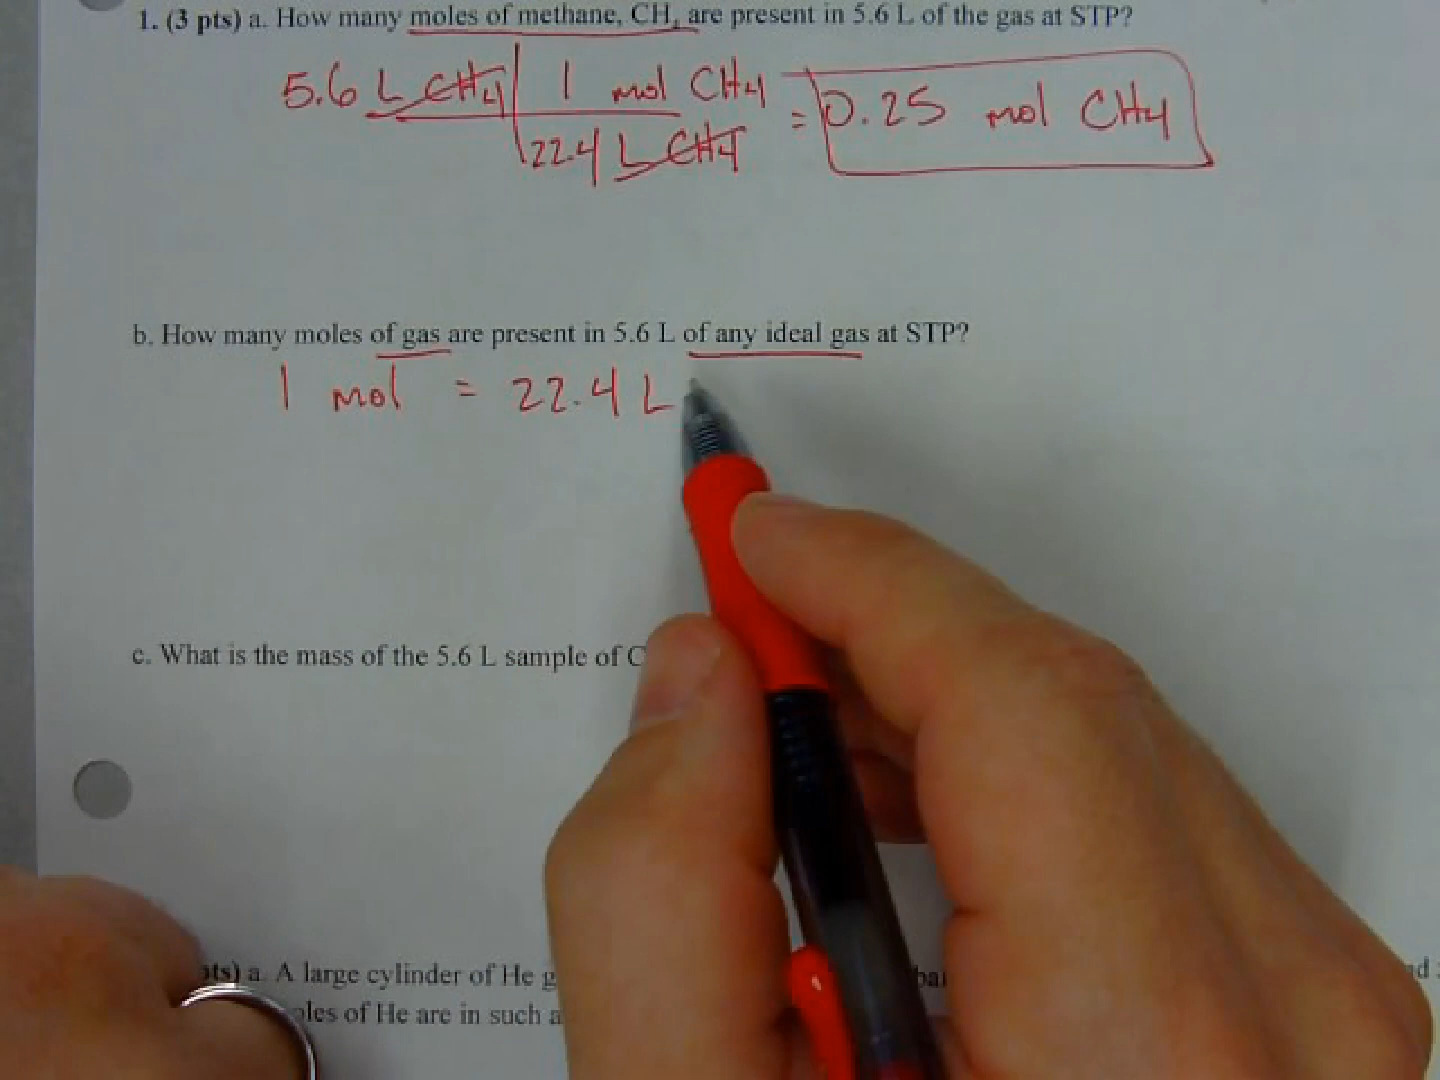 1. (3 pts) a. How many moles of methane, CH₄ are present in 5.6 L of the gas at STP?
5.6 L CH4 | 1 mol CH4
22.4 L CH4
= 0.25 mol CH4
b. How many moles of gas are present in 5.6 L of any ideal gas at STP?
1 mol = 22.4 L
c. What is the mass of the 5.6 L sample of C
pts) a. A large cylinder of He g
oles of He are in such a